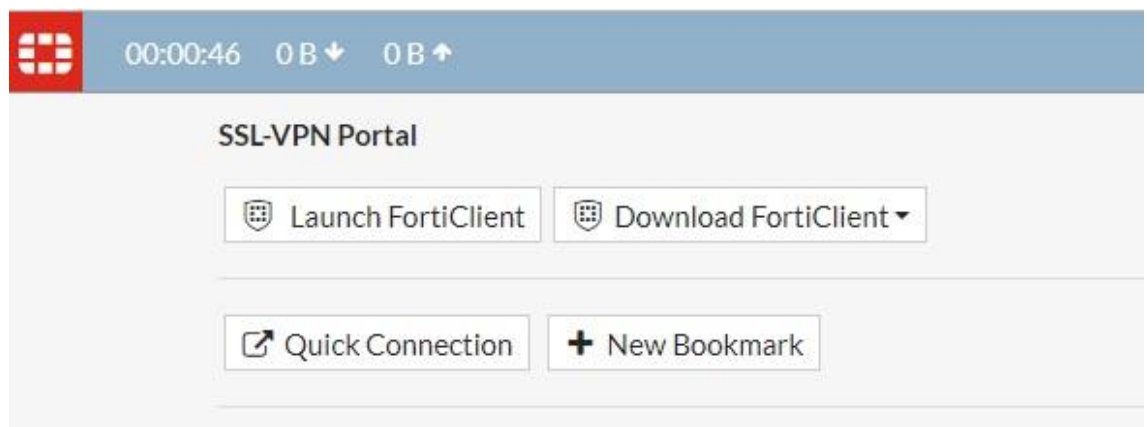 00:00:46 0 B 0 B
SSL-VPN Portal
Launch FortiClient Download FortiClient
Quick Connection New Bookmark